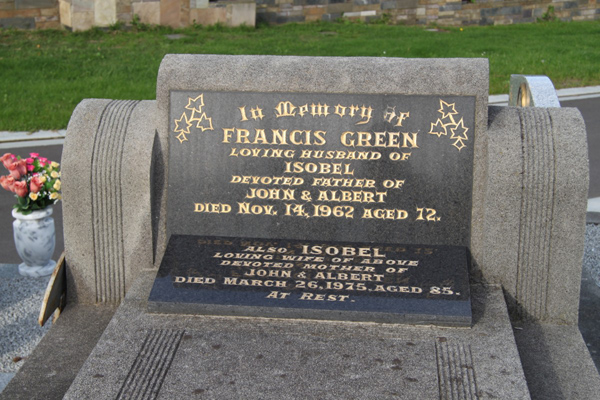 In Memory of
FRANCIS GREEN
LOVING HUSBAND OF
ISOBEL
DEVOTED FATHER OF
JOHN & ALBERT
DIED NOV. 14, 1962 AGED 72.
ALSO ISOBEL
LOVING WIFE OF ABOVE
DEVOTED MOTHER OF
JOHN & ALBERT
DIED MARCH 26, 1975, AGED 85.
AT REST.